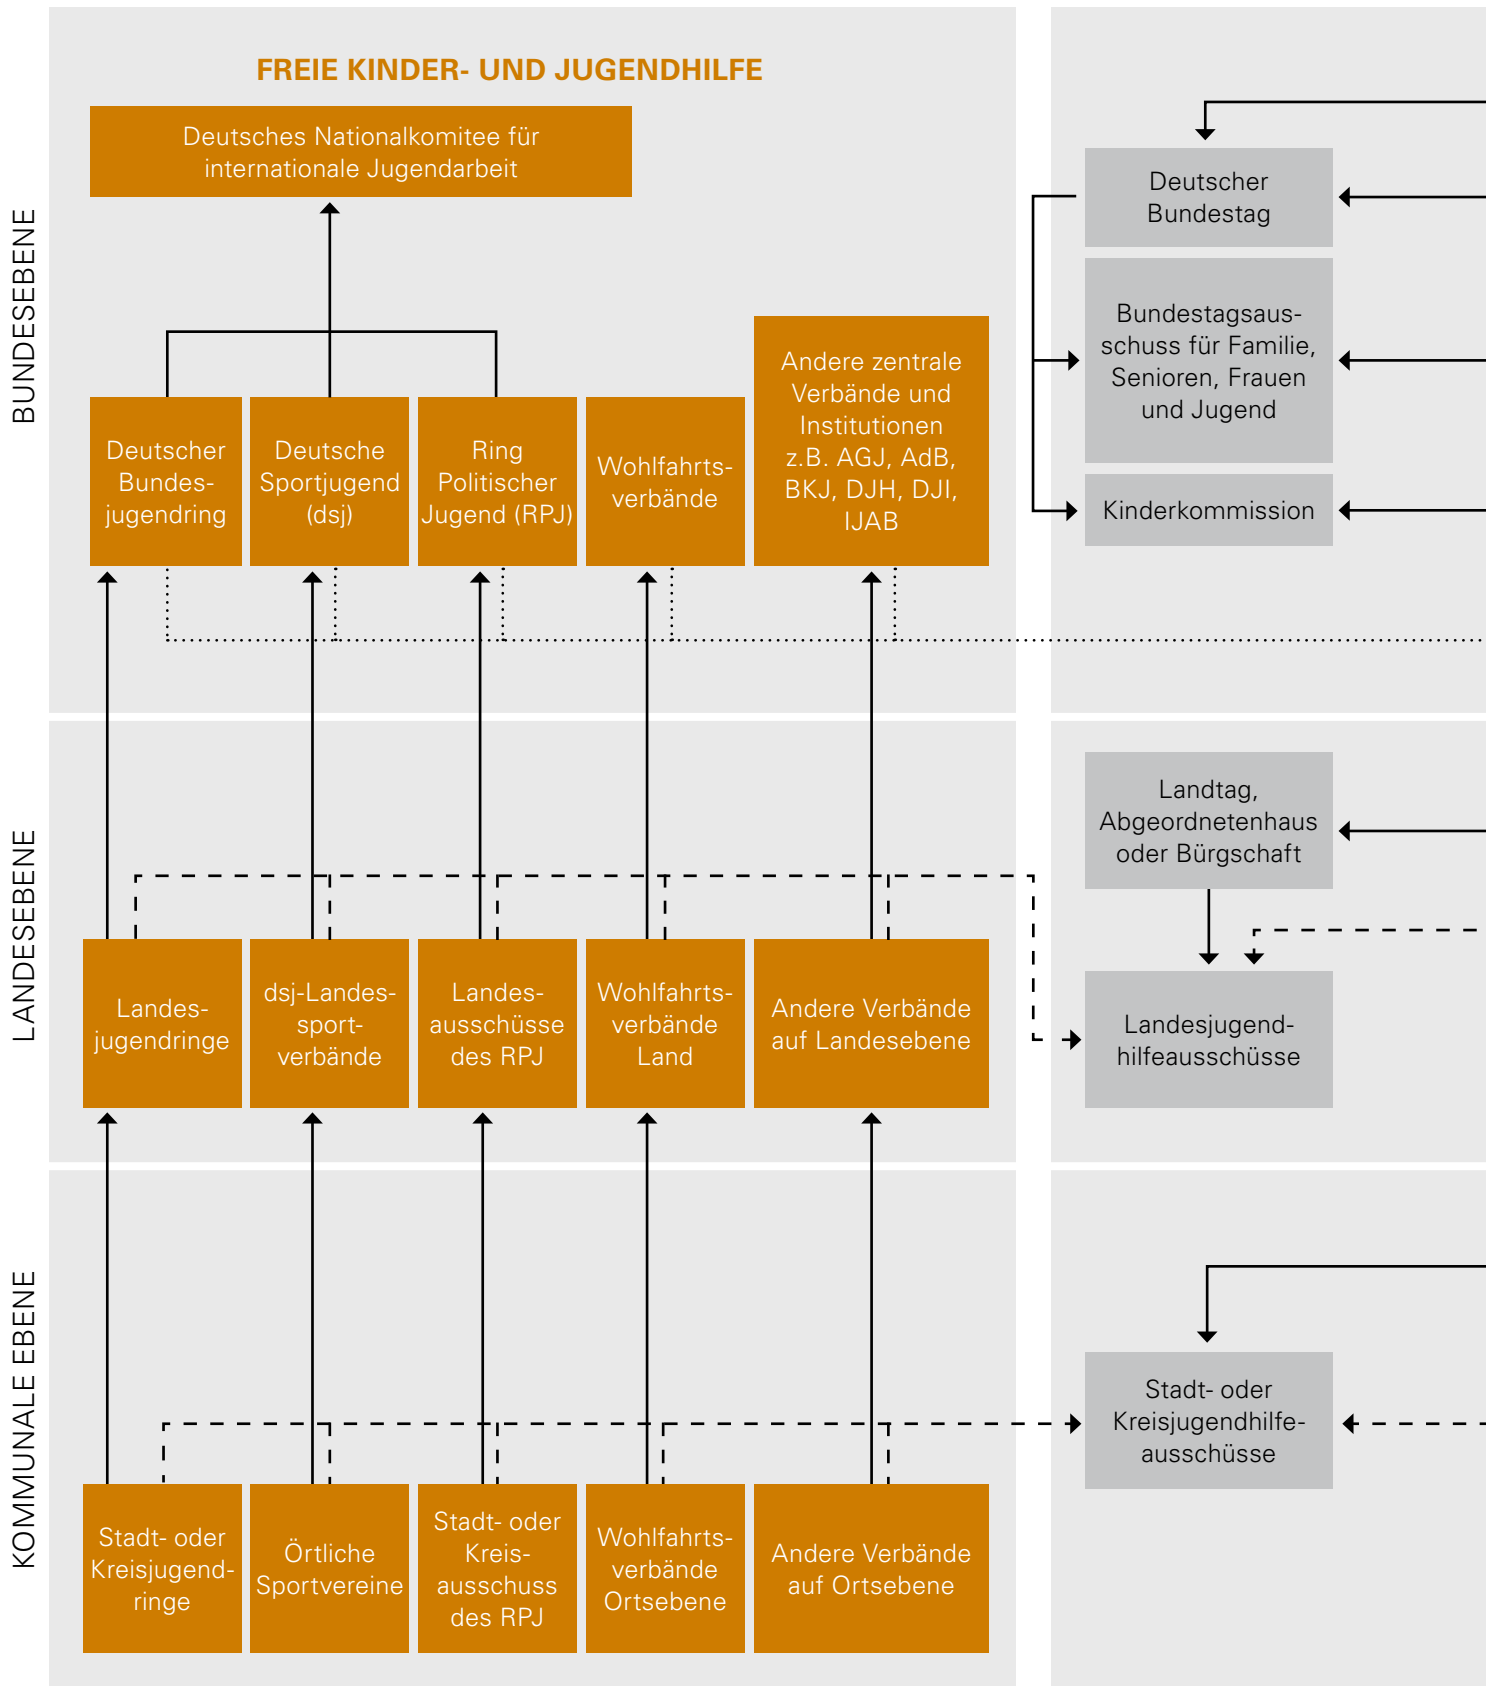 FREIE KINDER- UND JUGENDHILFE
BUNDESEBENE
Deutsches Nationalkomitee für
internationale Jugendarbeit
Deutscher
Bundes-
jugendring
Deutsche
Sportjugend
(dsj)
Ring
Politischer
Jugend (RPJ)
Wohlfahrts-
verbände
Andere zentrale
Verbände und
Institutionen
z.B. AGJ, AdB,
BKJ, DJH, DJI,
IJAB
Deutscher
Bundestag
Bundestagsaus-
schuss für Familie,
Senioren, Frauen
und Jugend
Kinderkommission
LANDESEBENE
Landes-
jugendringe
dsj-Landes-
sport-
verbände
Landes-
ausschüsse
des RPJ
Wohlfahrts-
verbände
Land
Andere Verbände
auf Landesebene
Landtag,
Abgeordnetenhaus
oder Bürgschaft
Landesjugend-
hilfeausschüsse
KOMMUNALE EBENE
Stadt- oder
Kreisjugend-
ringe
Örtliche
Sportvereine
Stadt- oder
Kreis-
ausschuss
des RPJ
Wohlfahrts-
verbände
Ortsebene
Andere Verbände
auf Ortsebene
Stadt- oder
Kreisjugendhilfe-
ausschüsse